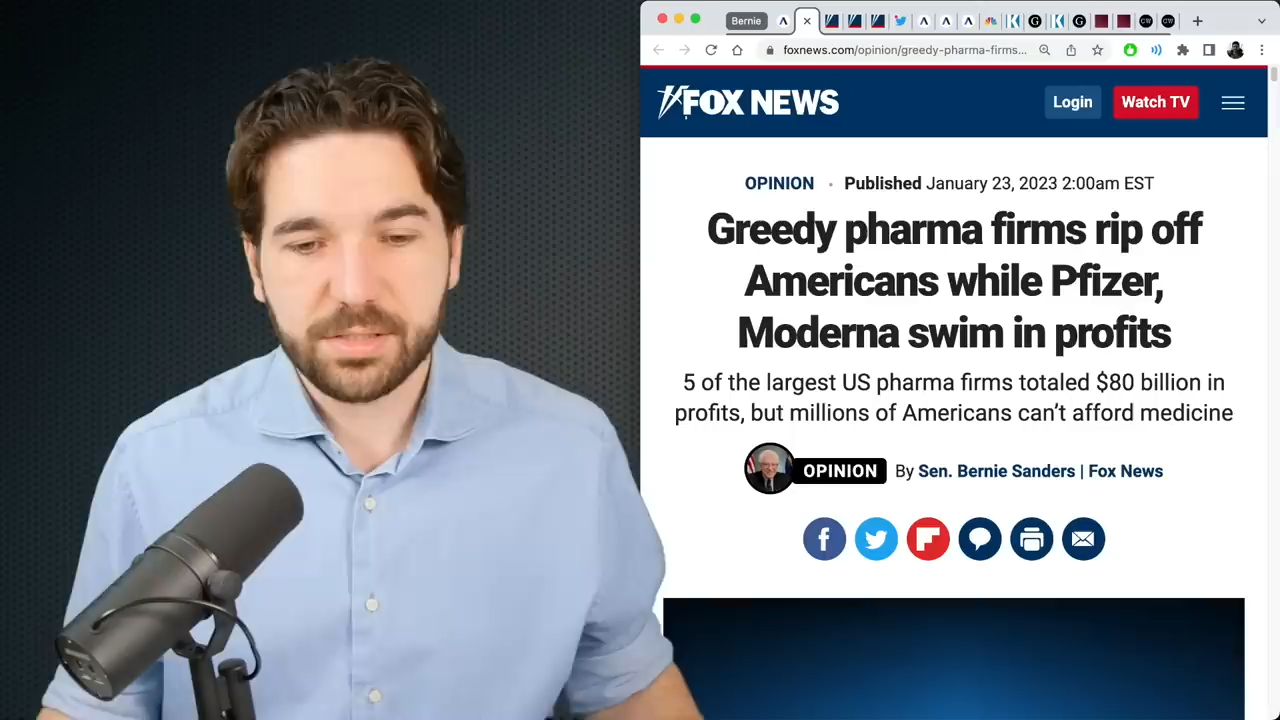 Bernie
foxnews.com/opinion/greedy-pharma-firms...
FOX NEWS
Login
Watch TV
OPINION · Published January 23, 2023 2:00am EST
Greedy pharma firms rip off
Americans while Pfizer,
Moderna swim in profits
5 of the largest US pharma firms totaled $80 billion in
profits, but millions of Americans can’t afford medicine
OPINION By Sen. Bernie Sanders | Fox News